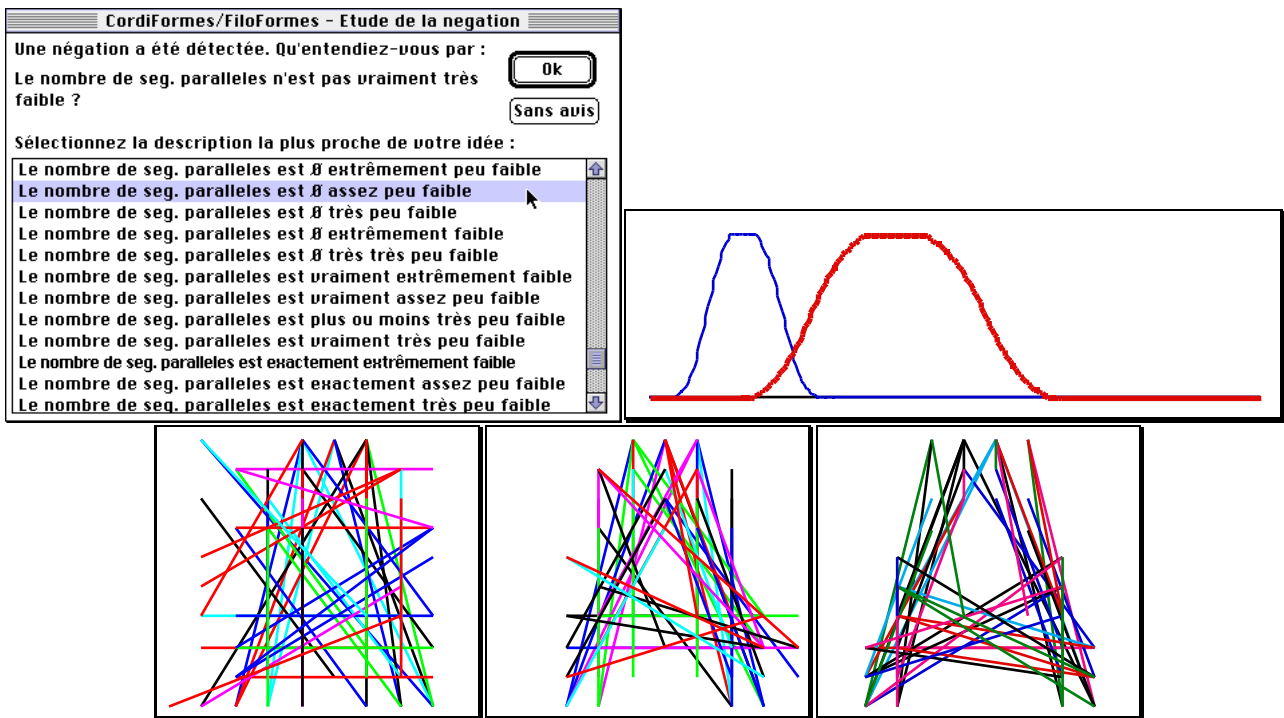 CordiFormes/FiloFormes - Etude de la negation
Une négation a été détectée. Qu'entendiez-vous par :
Le nombre de seg. paralleles n'est pas vraiment très
faible ?
Ok
Sans avis
Sélectionnez la description la plus proche de votre idée :
Le nombre de seg. paralleles est Ø extrêmement peu faible
Le nombre de seg. paralleles est Ø assez peu faible
Le nombre de seg. paralleles est Ø très peu faible
Le nombre de seg. paralleles est Ø extrêmement faible
Le nombre de seg. paralleles est Ø très très peu faible
Le nombre de seg. paralleles est vraiment extrêmement faible
Le nombre de seg. paralleles est vraiment assez peu faible
Le nombre de seg. paralleles est plus ou moins très peu faible
Le nombre de seg. paralleles est vraiment très peu faible
Le nombre de seg. paralleles est exactement extrêmement faible
Le nombre de seg. paralleles est exactement assez peu faible
Le nombre de seg. paralleles est exactement très peu faible